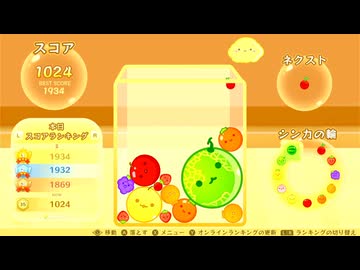 スコア
1024
BEST SCORE
1934
ネクスト
シンカの輪
L 本日 R
スコアランキング
1934
1932
1869
1024
移動 A 落とす X メニュー Y オンラインランキングの更新 L/R ランキングの切り替え